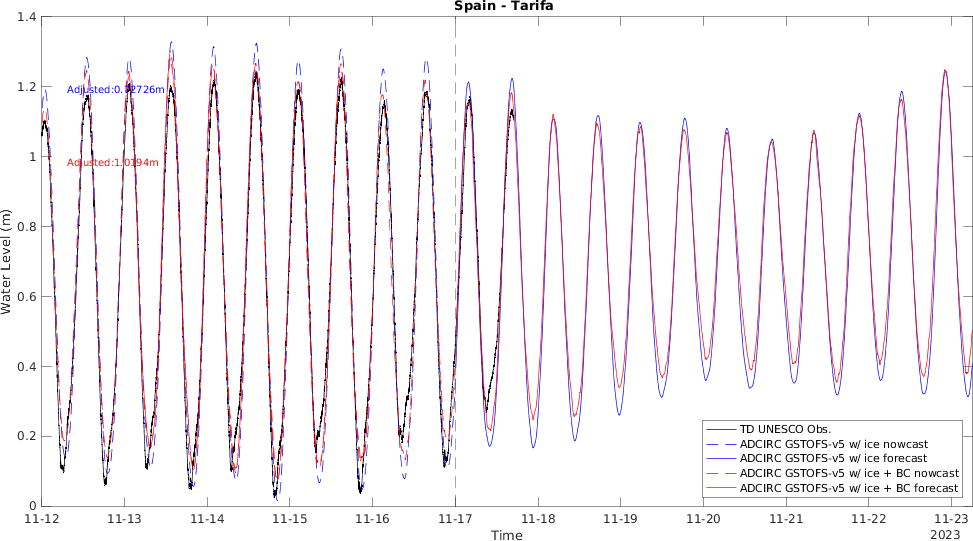 Spain - Tarifa
1.4
1.2
1
0.8
0.6
0.4
0.2
0
Water Level (m)
Adjusted:1.0194m
TD UNESCO Obs.
ADCIRC GSTOFS-v5 w/ ice nowcast
ADCIRC GSTOFS-v5 w/ ice forecast
ADCIRC GSTOFS-v5 w/ ice + BC nowcast
ADCIRC GSTOFS-v5 w/ ice + BC forecast
11-12 11-13 11-14 11-15 11-16 11-17 11-18 11-19 11-20 11-21 11-22 11-23
2023
Time